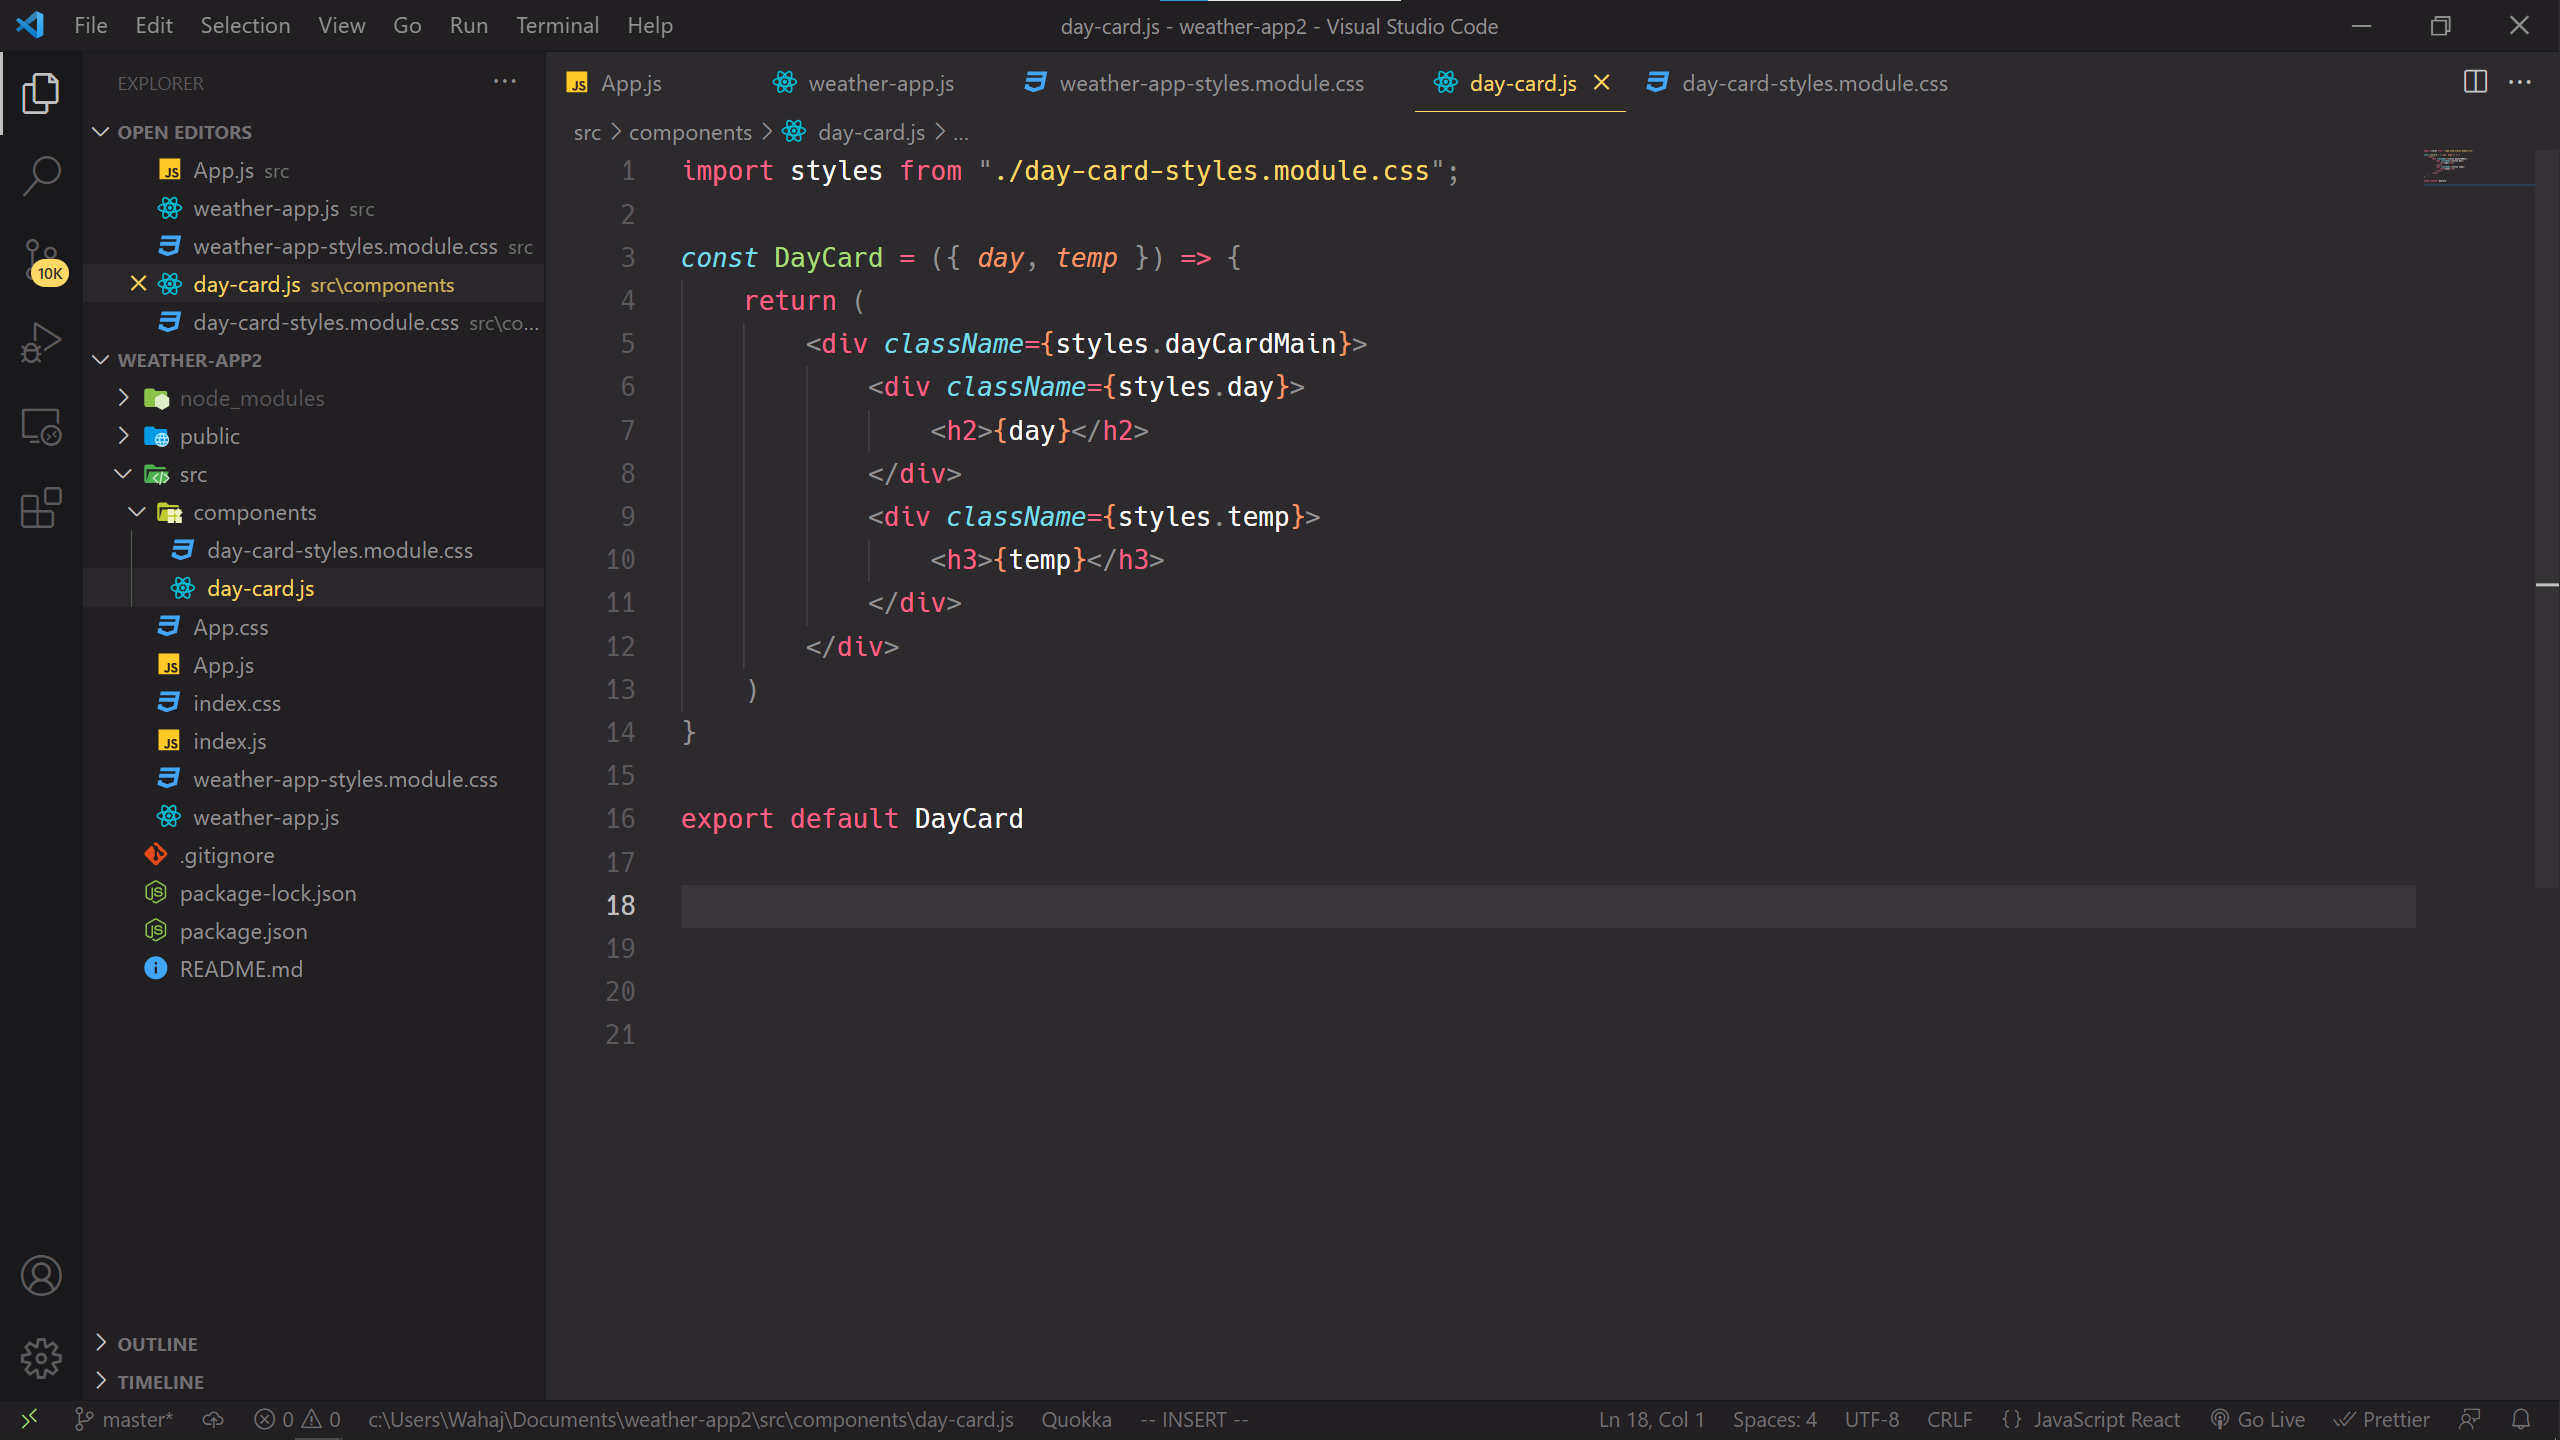 File Edit Selection View Go Run Terminal Help
day-card.js - weather-app2 - Visual Studio Code
EXPLORER
OPEN EDITORS
App.js src
weather-app.js src
weather-app-styles.module.css src
day-card.js src\components
day-card-styles.module.css src\co...
WEATHER-APP2
node_modules
public
src
components
day-card-styles.module.css
day-card.js
App.css
App.js
index.css
index.js
weather-app-styles.module.css
weather-app.js
.gitignore
package-lock.json
package.json
README.md
OUTLINE
TIMELINE
10K
App.js weather-app.js weather-app-styles.module.css day-card.js day-card-styles.module.css
src > components > day-card.js > ...
1 import styles from "./day-card-styles.module.css";
2
3 const DayCard = ({ day, temp }) => {
4     return (
5         <div className={styles.dayCardMain}>
6             <div className={styles.day}>
7                 <h2>{day}</h2>
8             </div>
9             <div className={styles.temp}>
10                 <h3>{temp}</h3>
11             </div>
12         </div>
13     )
14 }
15
16 export default DayCard
17
18
19
20
21
master* 0 0 c:\Users\Wahaj\Documents\weather-app2\src\components\day-card.js Quokka -- INSERT -- Ln 18, Col 1 Spaces: 4 UTF-8 CRLF {} JavaScript React Go Live Prettier